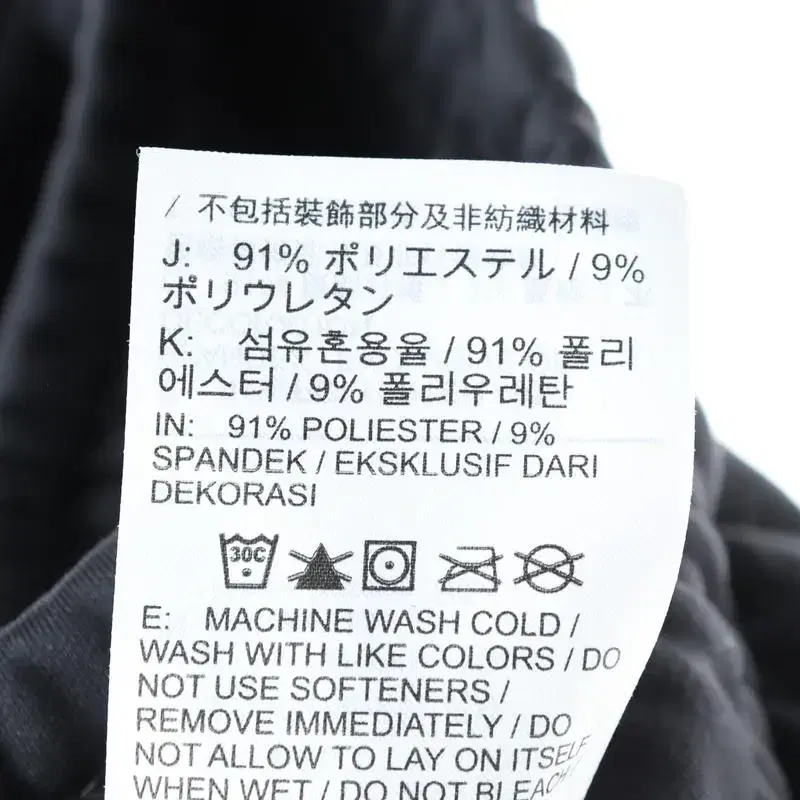 / 不包括裝飾部分及非紡織材料
J: 91% ポリエステル / 9%
ポリウレタン
K: 섬유혼용율 / 91% 폴리
에스터 / 9% 폴리우레탄
IN: 91% POLIESTER / 9%
SPANDEK / EKSKLUSIF DARI
DEKORASI
30C
E: MACHINE WASH COLD /
WASH WITH LIKE COLORS / DO
NOT USE SOFTENERS /
REMOVE IMMEDIATELY / DO
NOT ALLOW TO LAY ON ITSELF
WHEN WET / DO NOT BLEACH /